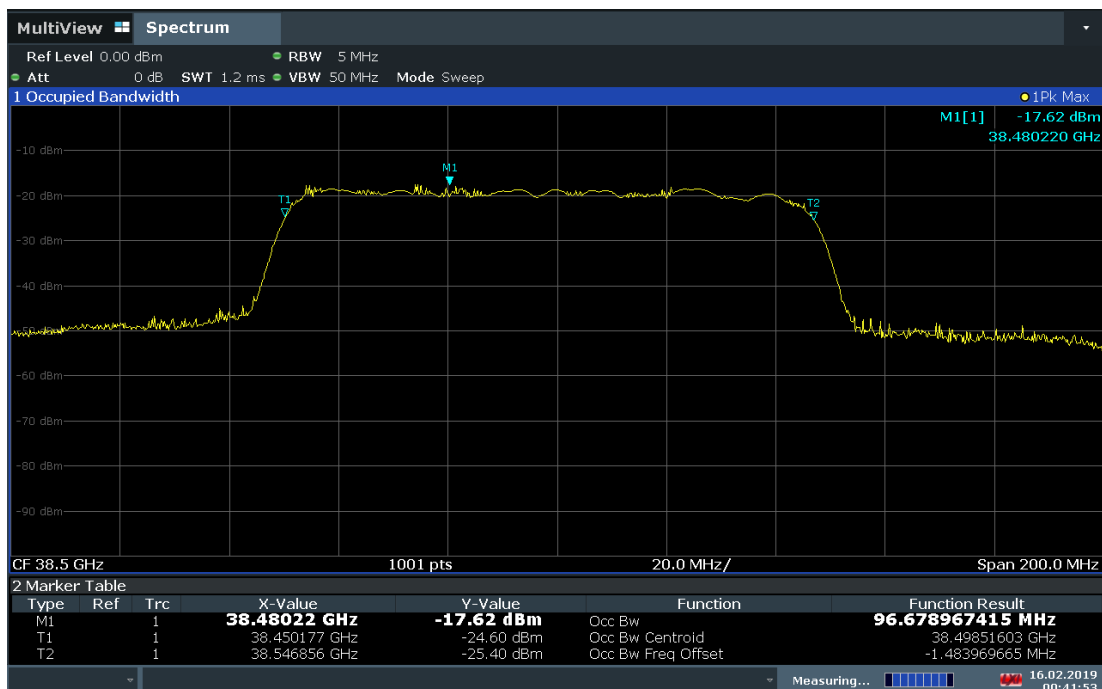 MultiView Spectrum
Ref Level 0.00 dBm RBW 5 MHz
Att 0 dB SWT 1.2 ms VBW 50 MHz Mode Sweep
1 Occupied Bandwidth 1Pk Max
M1[1] -17.62 dBm
38.480220 GHz
-10 dBm
M1
-20 dBm
T1
T2
-30 dBm
-40 dBm
-60 dBm
-70 dBm
-80 dBm
-90 dBm
CF 38.5 GHz 1001 pts 20.0 MHz/ Span 200.0 MHz
2 Marker Table
Type Ref Trc X-Value Y-Value Function Function Result
M1 1 38.48022 GHz -17.62 dBm Occ Bw 96.678967415 MHz
T1 1 38.450177 GHz -24.60 dBm Occ Bw Centroid 38.49851603 GHz
T2 1 38.546856 GHz -25.40 dBm Occ Bw Freq Offset -1.483969665 MHz
Measuring... 16.02.2019
00:41:53